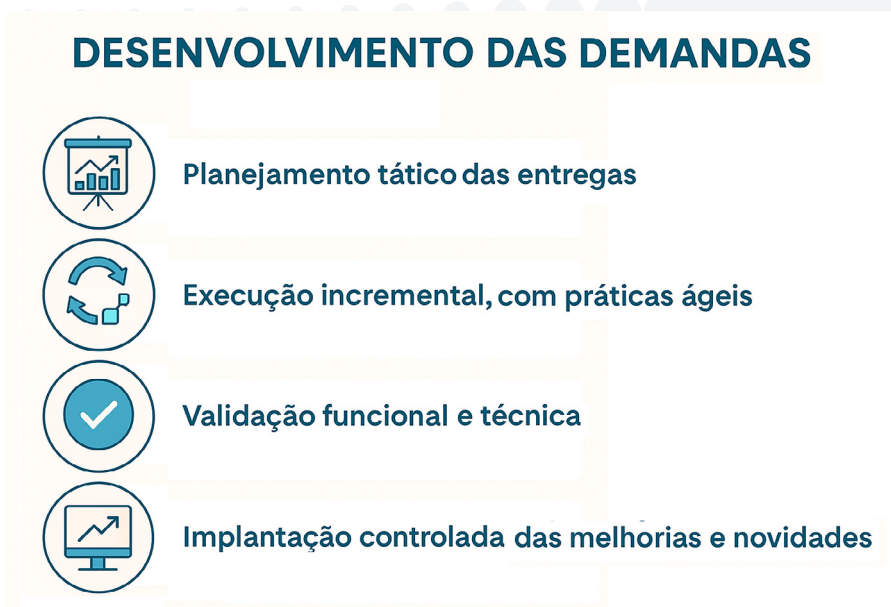 DESENVOLVIMENTO DAS DEMANDAS
Planejamento tático das entregas
Execução incremental, com práticas ágeis
Validação funcional e técnica
Implantação controlada das melhorias e novidades